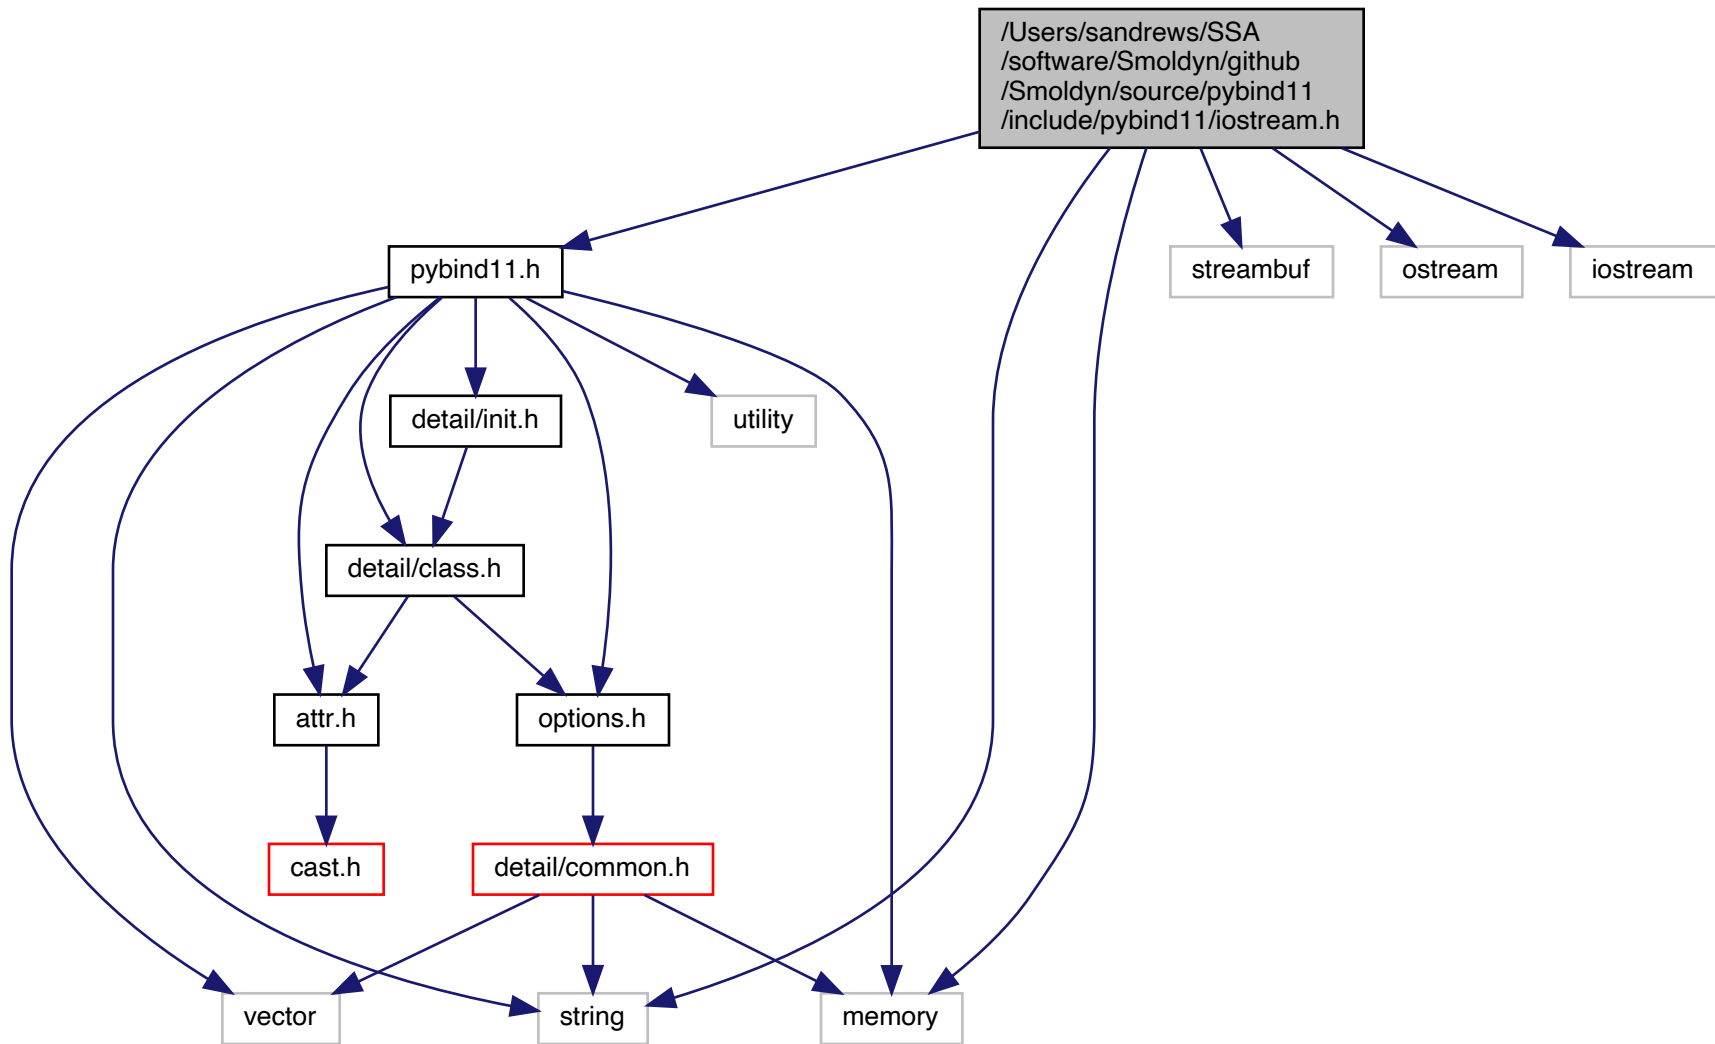 /Users/sandrews/SSA
/software/Smoldyn/github
/Smoldyn/source/pybind11
/include/pybind11/iostream.h
pybind11.h
streambuf
ostream
iostream
detail/init.h
utility
detail/class.h
attr.h
options.h
cast.h
detail/common.h
vector
string
memory